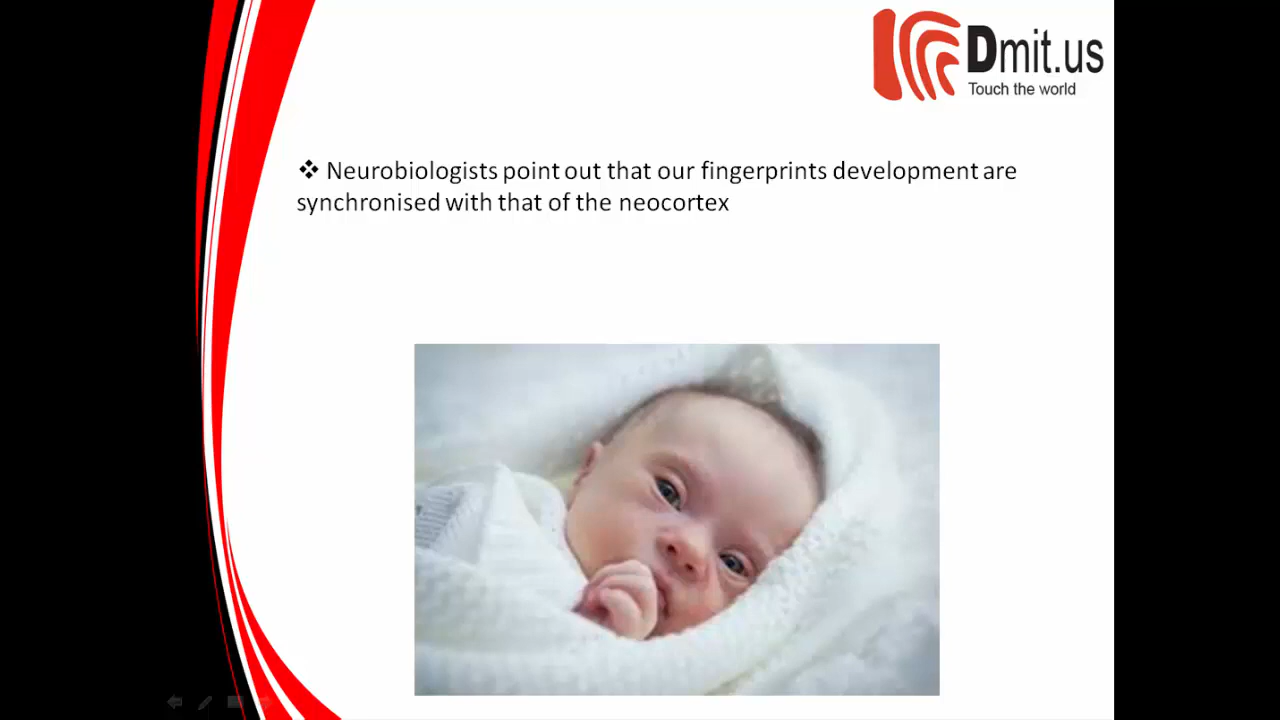 Dmit.us
Touch the world
❖ Neurobiologists point out that our fingerprints development are
synchronised with that of the neocortex